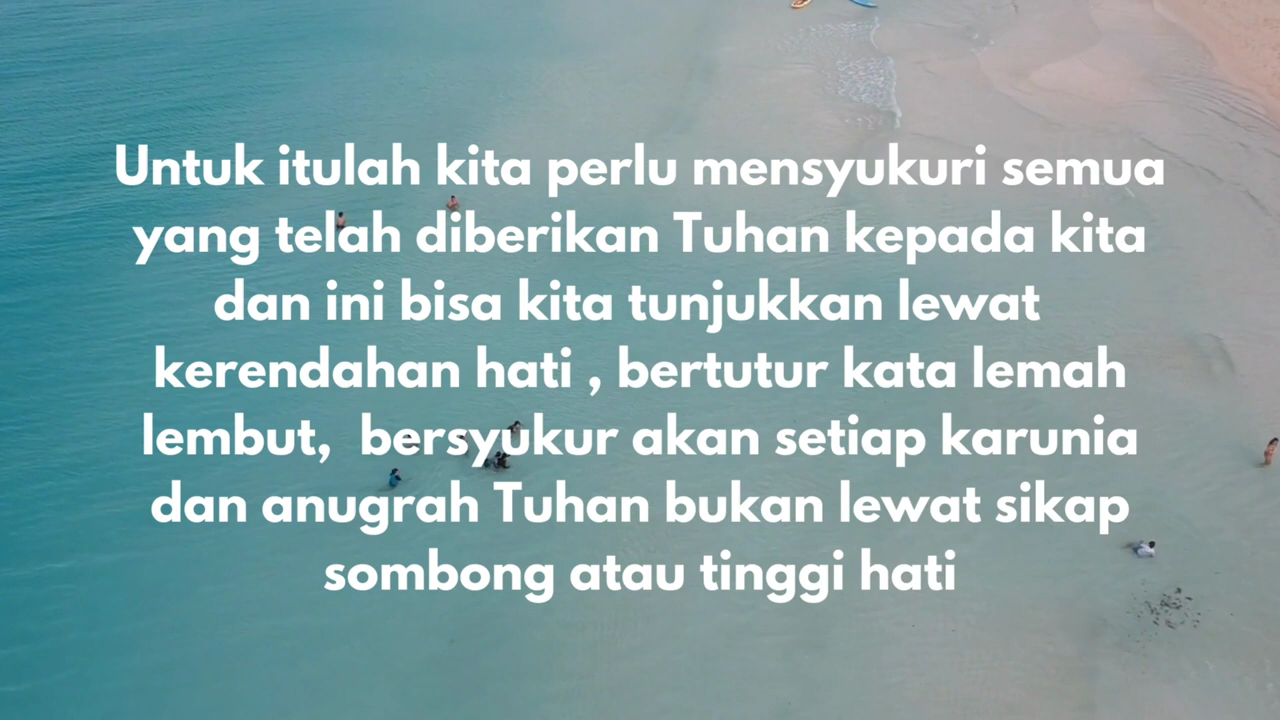 Untuk itulah kita perlu mensyukuri semua
yang telah diberikan Tuhan kepada kita
dan ini bisa kita tunjukkan lewat
kerendahan hati , bertutur kata lemah
lembut,  bersyukur akan setiap karunia
dan anugrah Tuhan bukan lewat sikap
sombong atau tinggi hati